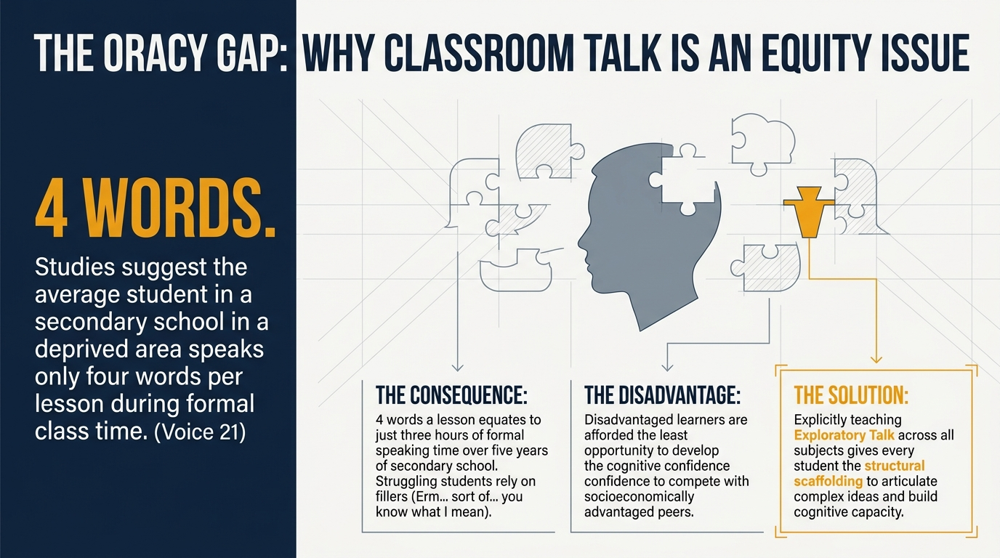 THE ORACY GAP: WHY CLASSROOM TALK IS AN EQUITY ISSUE
4 WORDS.
Studies suggest the
average student in a
secondary school in a
deprived area speaks
only four words per
lesson during formal
class time. (Voice 21)
THE CONSEQUENCE:
4 words a lesson equates to
just three hours of formal
speaking time over five years
of secondary school.
Struggling students rely on
fillers (Erm... sort of... you
know what I mean).
THE DISADVANTAGE:
Disadvantaged learners are
afforded the least
opportunity to develop
the cognitive confidence
confidence to compete with
socioeconomically
advantaged peers.
THE SOLUTION:
Explicitly teaching
Exploratory Talk across all
subjects gives every
student the structural
scaffolding to articulate
complex ideas and build
cognitive capacity.